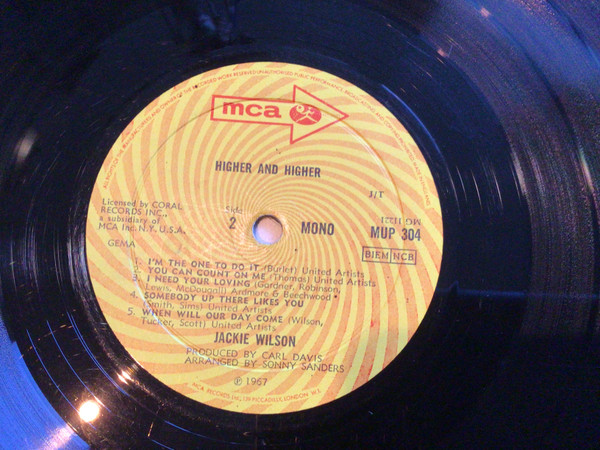 mca
HIGHER AND HIGHER
J/T
Licensed by CORAL
RECORDS INC.,
a subsidiary of
MCA Inc. N.Y. U.S.A.
GEMA
Side
2
MONO
MUP 304
BIEM NCB
1. I'M THE ONE TO DO IT (Burlet) United Artists
2. YOU CAN COUNT ON ME (Thomas) United Artists
3. I NEED YOUR LOVING (Gardner, Robinson,
Lewis, McDougall) Ardmore & Beechwood
4. SOMEBODY UP THERE LIKES YOU
(Smith, Sims) United Artists
5. WHEN WILL OUR DAY COME (Wilson,
Tucker, Scott) United Artists
JACKIE WILSON
PRODUCED BY CARL DAVIS
ARRANGED BY SONNY SANDERS
℗ 1967